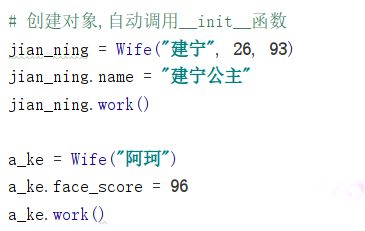 # 创建对象,自动调用__init__函数
jian_ning = Wife("建宁", 26, 93)
jian_ning.name = "建宁公主"
jian_ning.work()
a_ke = Wife("阿珂")
a_ke.face_score = 96
a_ke.work()